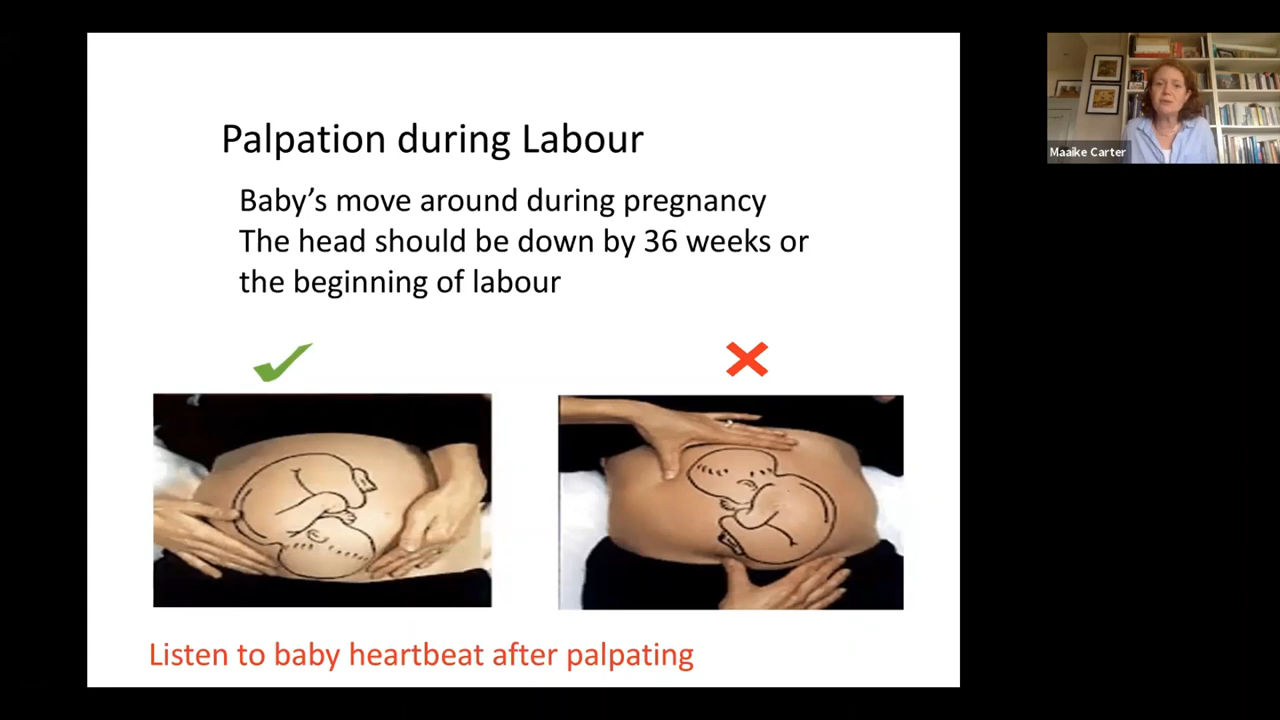 Palpation during Labour
Baby's move around during pregnancy
The head should be down by 36 weeks or
the beginning of labour
Listen to baby heartbeat after palpating
Maaike Carter